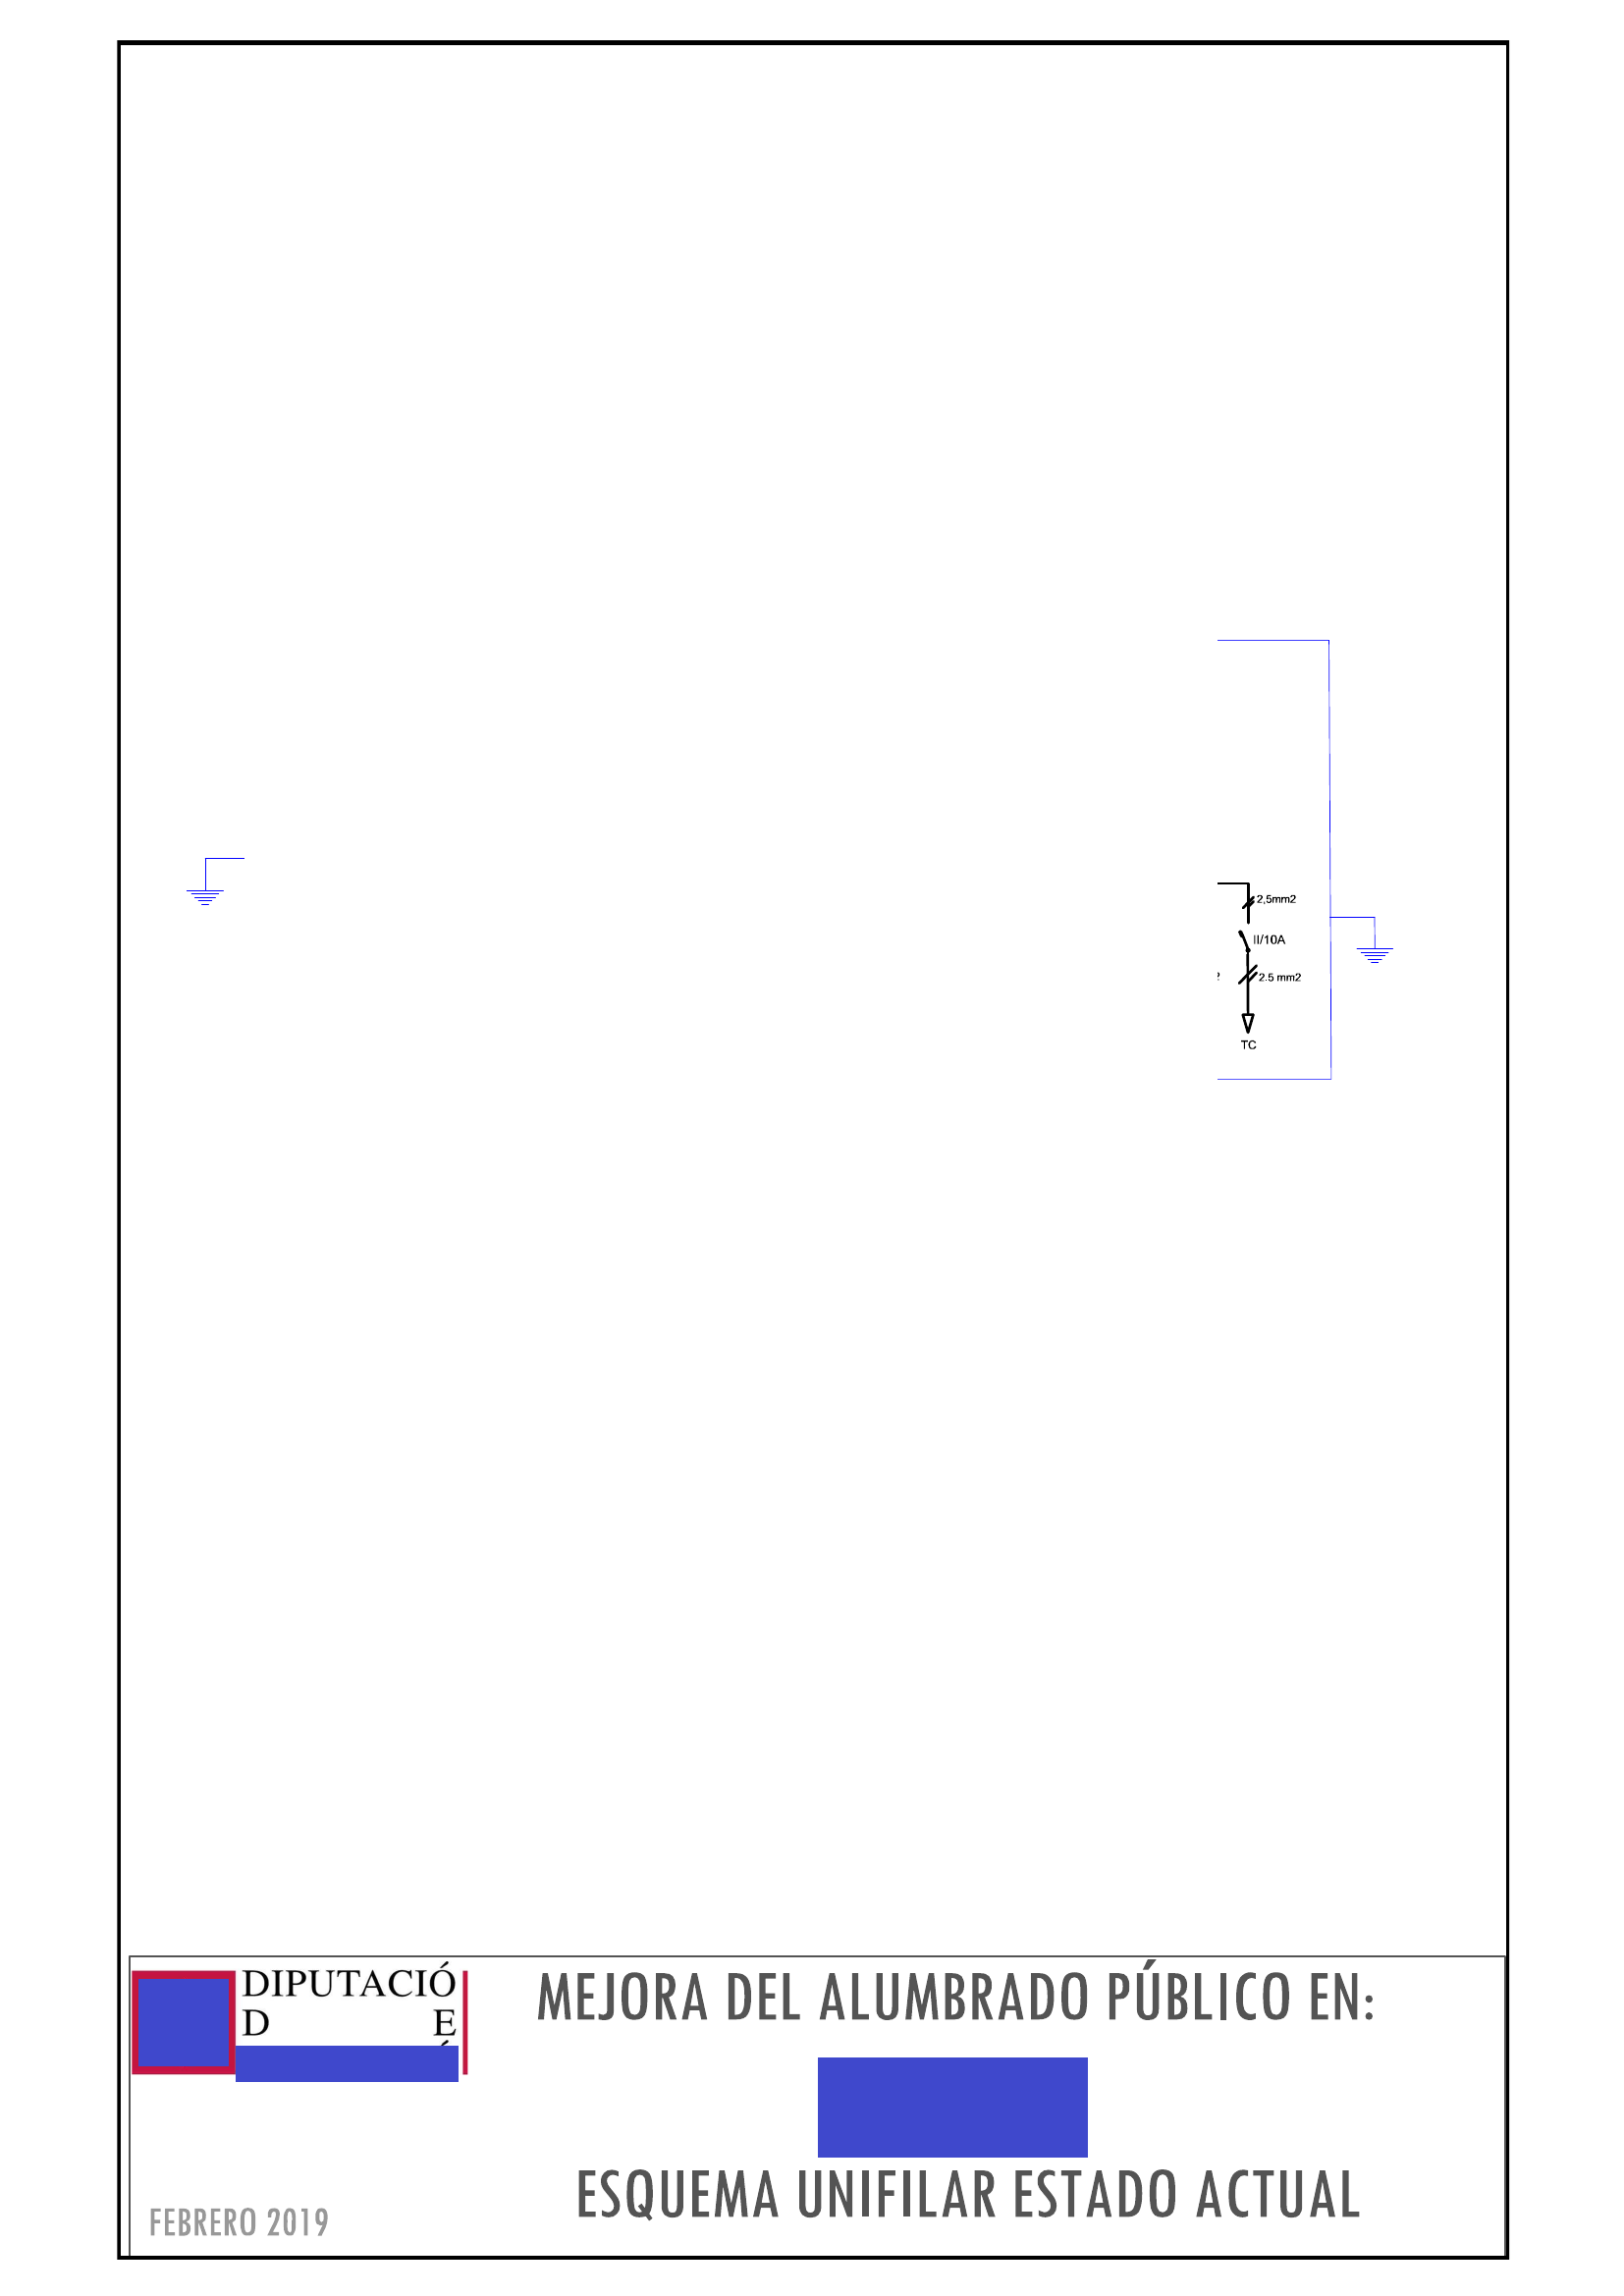 2,5mm2
II/10A
2.5 mm2
TC
DIPUTACIÓ
D E
MEJORA DEL ALUMBRADO PÚBLICO EN:
ESQUEMA UNIFILAR ESTADO ACTUAL
FEBRERO 2019